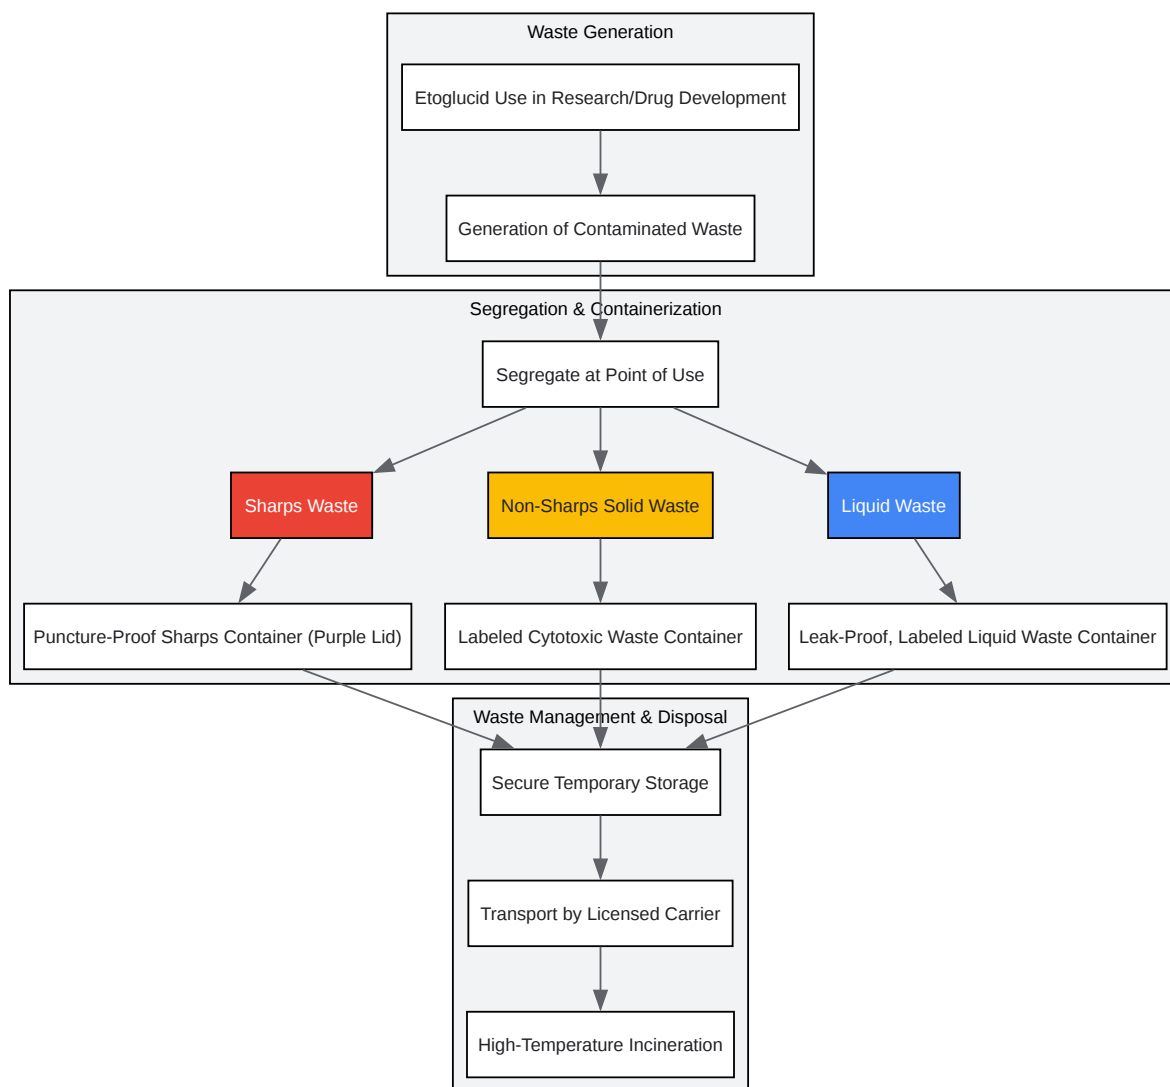 Waste Generation
Etoglucid Use in Research/Drug Development
Generation of Contaminated Waste
Segregation & Containerization
Segregate at Point of Use
Sharps Waste
Non-Sharps Solid Waste
Liquid Waste
Puncture-Proof Sharps Container (Purple Lid)
Labeled Cytotoxic Waste Container
Leak-Proof, Labeled Liquid Waste Container
Waste Management & Disposal
Secure Temporary Storage
Transport by Licensed Carrier
High-Temperature Incineration